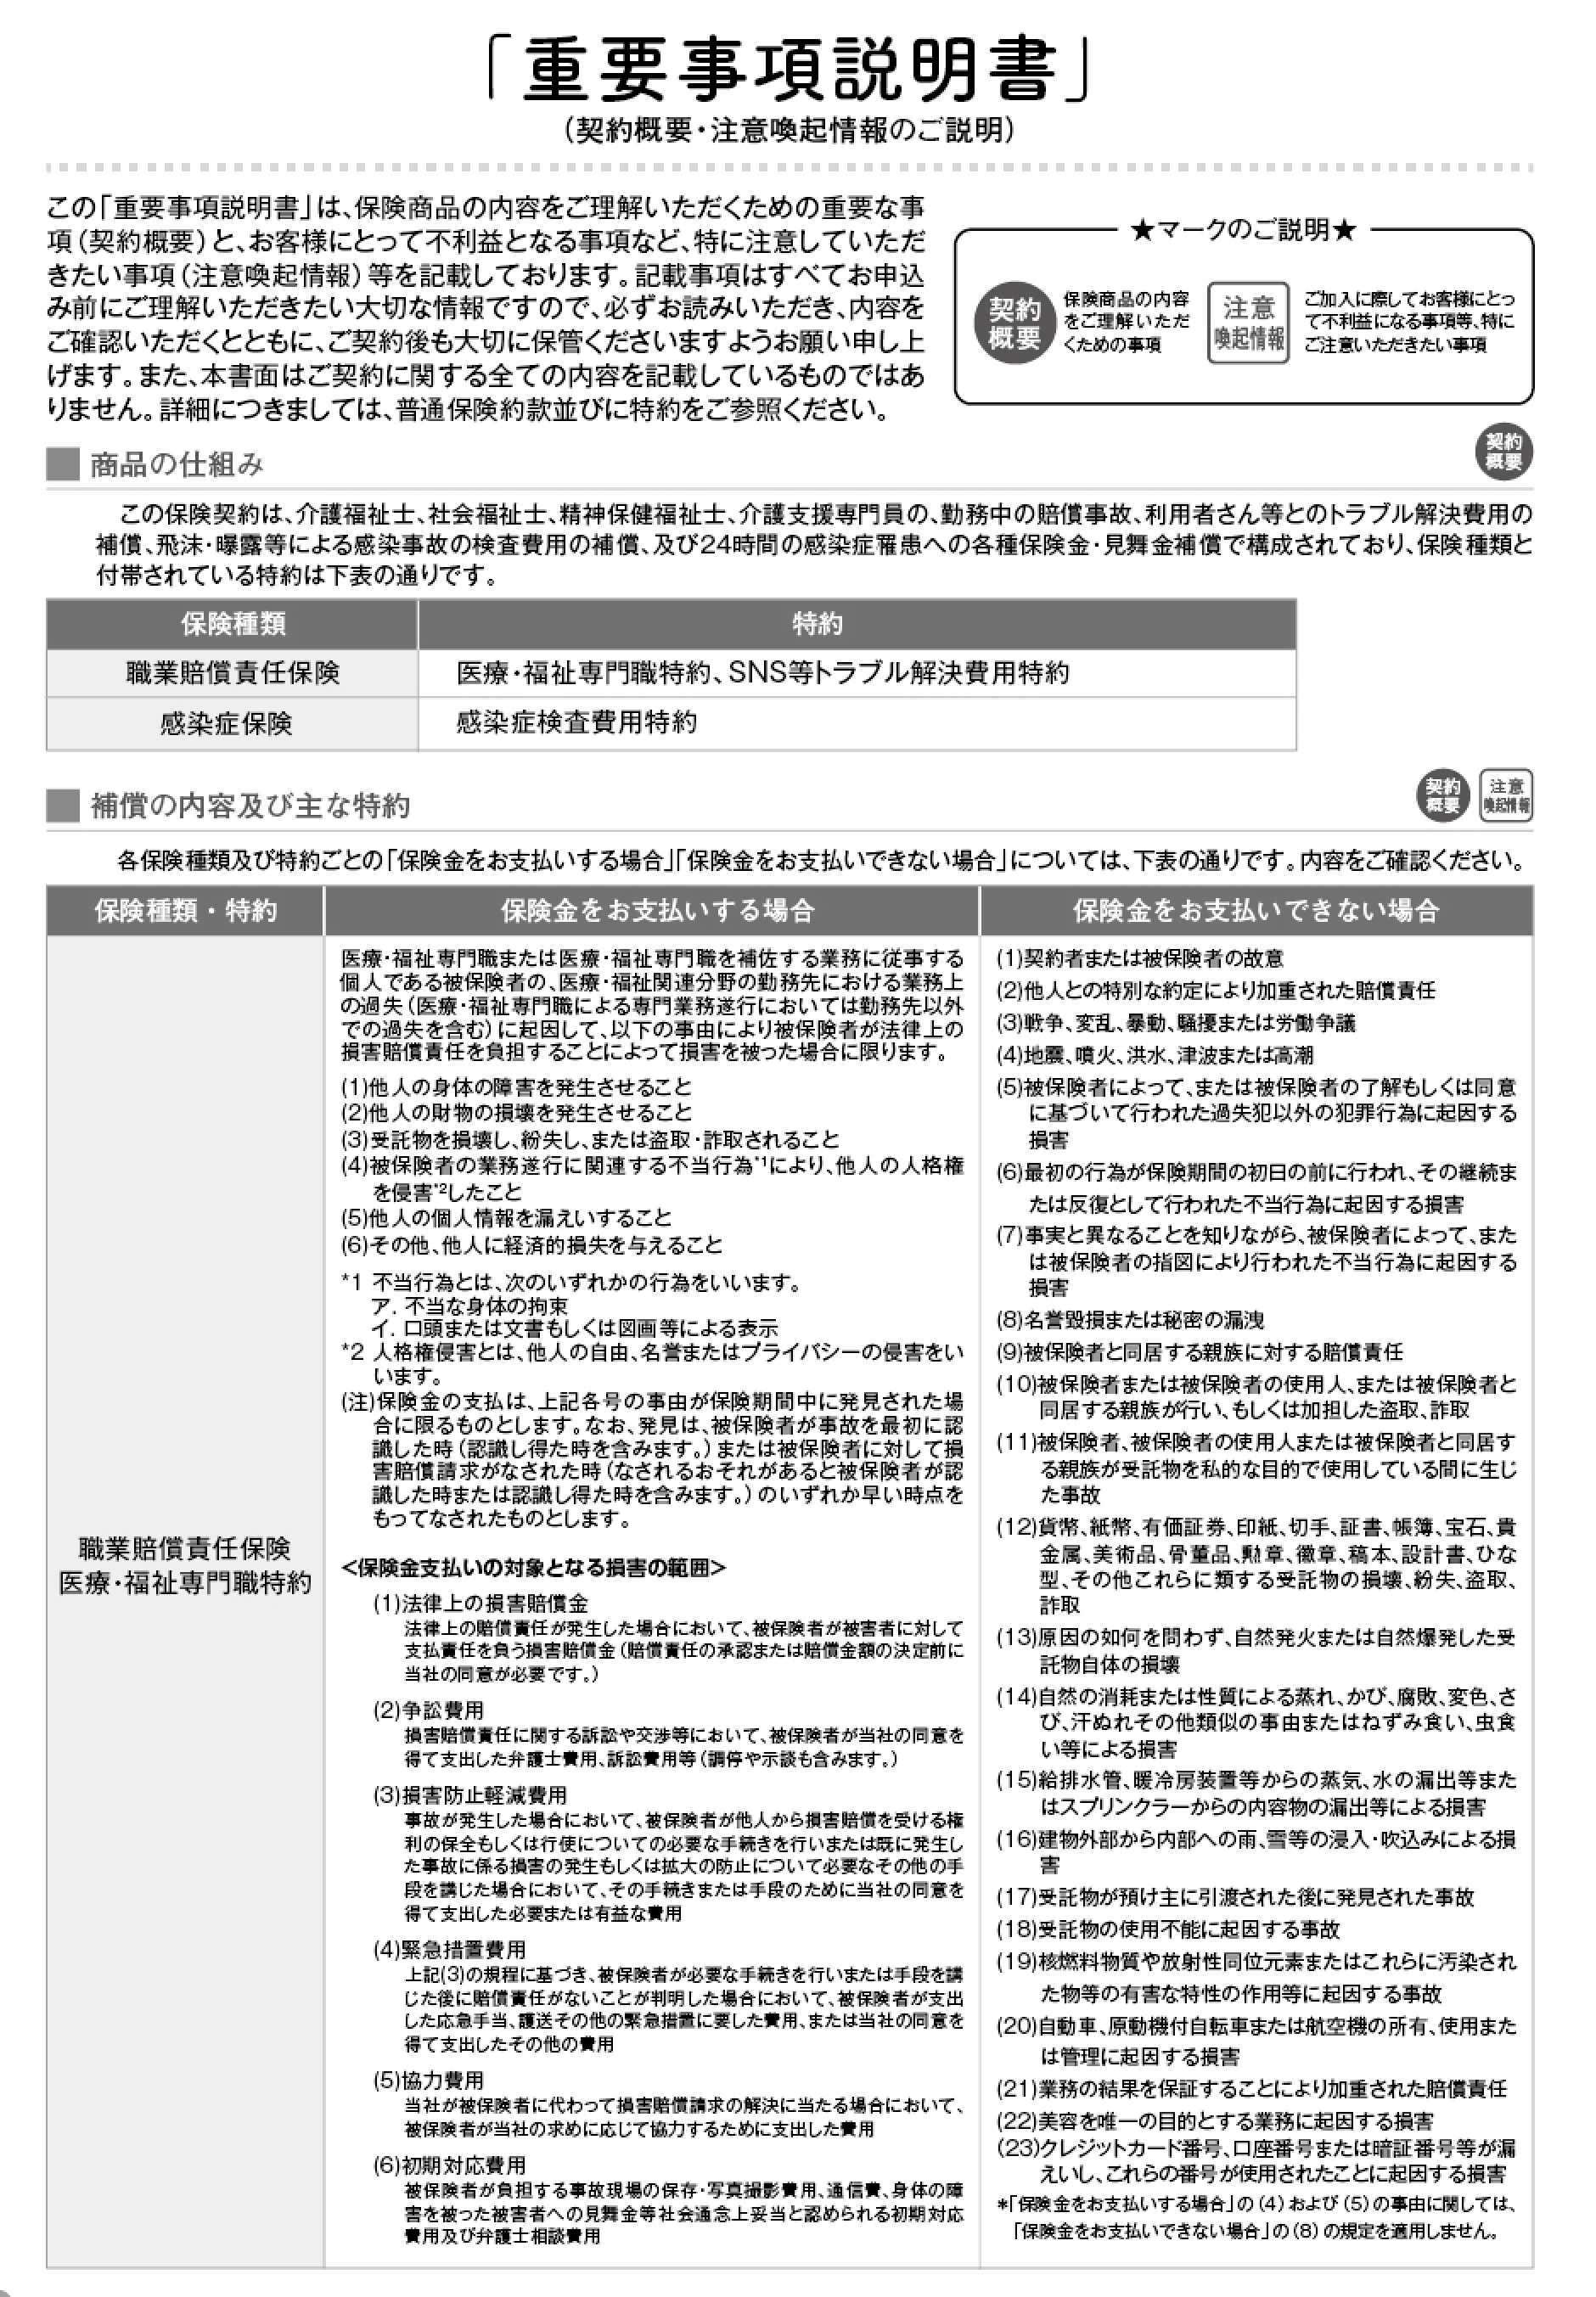 「重要事項説明書」
（契約概要・注意喚起情報のご説明）
この「重要事項説明書」は、保険商品の内容をご理解いただくための重要な事
項（契約概要）と、お客様にとって不利益となる事項など、特に注意していただ
きたい事項（注意喚起情報）等を記載しております。記載事項はすべてお申込
み前にご理解いただきたい大切な情報ですので、必ずお読みいただき、内容を
ご確認いただくとともに、ご契約後も大切に保管くださいますようお願い申し上
げます。また、本書面はご契約に関する全ての内容を記載しているものではあ
りません。詳細につきましては、普通保険約款並びに特約をご参照ください。
★マークのご説明★
契約
概要
保険商品の内容
をご理解いただ
くための事項
注意
喚起情報
ご加入に際してお客様にとっ
て不利益になる事項等、特に
ご注意いただきたい事項
商品の仕組み
契約
概要
この保険契約は、介護福祉士、社会福祉士、精神保健福祉士、介護支援専門員の、勤務中の賠償事故、利用者さん等とのトラブル解決費用の
補償、飛沫・曝露等による感染事故の検査費用の補償、及び24時間の感染症罹患への各種保険金・見舞金補償で構成されており、保険種類と
付帯されている特約は下表の通りです。
保険種類
特約
職業賠償責任保険
医療・福祉専門職特約、SNS等トラブル解決費用特約
感染症保険
感染症検査費用特約
補償の内容及び主な特約
契約
概要
注意
喚起情報
各保険種類及び特約ごとの「保険金をお支払いする場合」「保険金をお支払いできない場合」については、下表の通りです。内容をご確認ください。
保険種類・特約
保険金をお支払いする場合
保険金をお支払いできない場合
職業賠償責任保険
医療・福祉専門職特約
医療・福祉専門職または医療・福祉専門職を補佐する業務に従事する
個人である被保険者の、医療・福祉関連分野の勤務先における業務上
の過失（医療・福祉専門職による専門業務遂行においては勤務先以外
での過失を含む）に起因して、以下の事由により被保険者が法律上の
損害賠償責任を負担することによって損害を被った場合に限ります。
(1)他人の身体の障害を発生させること
(2)他人の財物の損壊を発生させること
(3)受託物を損壊し、紛失し、または盗取・詐取されること
(4)被保険者の業務遂行に関連する不当行為*1により、他人の人格権
を侵害*2したこと
(5)他人の個人情報を漏えいすること
(6)その他、他人に経済的損失を与えること
*1 不当行為とは、次のいずれかの行為をいいます。
ア. 不当な身体の拘束
イ. 口頭または文書もしくは図画等による表示
*2 人格権侵害とは、他人の自由、名誉またはプライバシーの侵害をい
います。
(注)保険金の支払は、上記各号の事由が保険期間中に発見された場
合に限るものとします。なお、発見は、被保険者が事故を最初に認
識した時（認識し得た時を含みます。）または被保険者に対して損
害賠償請求がなされた時（なされるおそれがあると被保険者が認
識した時または認識し得た時を含みます。）のいずれか早い時点を
もってなされたものとします。
<保険金支払いの対象となる損害の範囲>
(1)法律上の損害賠償金
法律上の賠償責任が発生した場合において、被保険者が被害者に対して
支払責任を負う損害賠償金（賠償責任の承認または賠償金額の決定前に
当社の同意が必要です。）
(2)争訟費用
損害賠償責任に関する訴訟や交渉等において、被保険者が当社の同意を
得て支出した弁護士費用、訴訟費用等（調停や示談も含みます。）
(3)損害防止軽減費用
事故が発生した場合において、被保険者が他人から損害賠償を受ける権
利の保全もしくは行使についての必要な手続きを行いまたは既に発生し
た事故に係る損害の発生もしくは拡大の防止について必要なその他の手
段を講じた場合において、その手続きまたは手段のために当社の同意を
得て支出した必要または有益な費用
(4)緊急措置費用
上記(3)の規程に基づき、被保険者が必要な手続きを行いまたは手段を講
じた後に賠償責任がないことが判明した場合において、被保険者が支出
した応急手当、護送その他の緊急措置に要した費用、または当社の同意を
得て支出したその他の費用
(5)協力費用
当社が被保険者に代わって損害賠償請求の解決に当たる場合において、
被保険者が当社の求めに応じて協力するために支出した費用
(6)初期対応費用
被保険者が負担する事故現場の保存・写真撮影費用、通信費、身体の障
害を被った被害者への見舞金等社会通念上妥当と認められる初期対応
費用及び弁護士相談費用
(1)契約者または被保険者の故意
(2)他人との特別な約定により加重された賠償責任
(3)戦争、変乱、暴動、騒擾または労働争議
(4)地震、噴火、洪水、津波または高潮
(5)被保険者によって、または被保険者の了解もしくは同意
に基づいて行われた過失犯以外の犯罪行為に起因する
損害
(6)最初の行為が保険期間の初日の前に行われ、その継続ま
たは反復として行われた不当行為に起因する損害
(7)事実と異なることを知りながら、被保険者によって、また
は被保険者の指図により行われた不当行為に起因する
損害
(8)名誉毀損または秘密の漏洩
(9)被保険者と同居する親族に対する賠償責任
(10)被保険者または被保険者の使用人、または被保険者と
同居する親族が行い、もしくは加担した盗取、詐取
(11)被保険者、被保険者の使用人または被保険者と同居す
る親族が受託物を私的な目的で使用している間に生じ
た事故
(12)貨幣、紙幣、有価証券、印紙、切手、証書、帳簿、宝石、貴
金属、美術品、骨董品、勲章、徽章、稿本、設計書、ひな
型、その他これらに類する受託物の損壊、紛失、盗取、
詐取
(13)原因の如何を問わず、自然発火または自然爆発した受
託物自体の損壊
(14)自然の消耗または性質による蒸れ、かび、腐敗、変色、さ
び、汗ぬれその他類似の事由またはねずみ食い、虫食
い等による損害
(15)給排水管、暖冷房装置等からの蒸気、水の漏出等また
はスプリンクラーからの内容物の漏出等による損害
(16)建物外部から内部への雨、雪等の浸入・吹込みによる損
害
(17)受託物が預け主に引渡された後に発見された事故
(18)受託物の使用不能に起因する事故
(19)核燃料物質や放射性同位元素またはこれらに汚染され
た物等の有害な特性の作用等に起因する事故
(20)自動車、原動機付自転車または航空機の所有、使用また
は管理に起因する損害
(21)業務の結果を保証することにより加重された賠償責任
(22)美容を唯一の目的とする業務に起因する損害
(23)クレジットカード番号、口座番号または暗証番号等が漏
えいし、これらの番号が使用されたことに起因する損害
*「保険金をお支払いする場合」の（4）および（5）の事由に関しては、
「保険金をお支払いできない場合」の（8）の規定を適用しません。